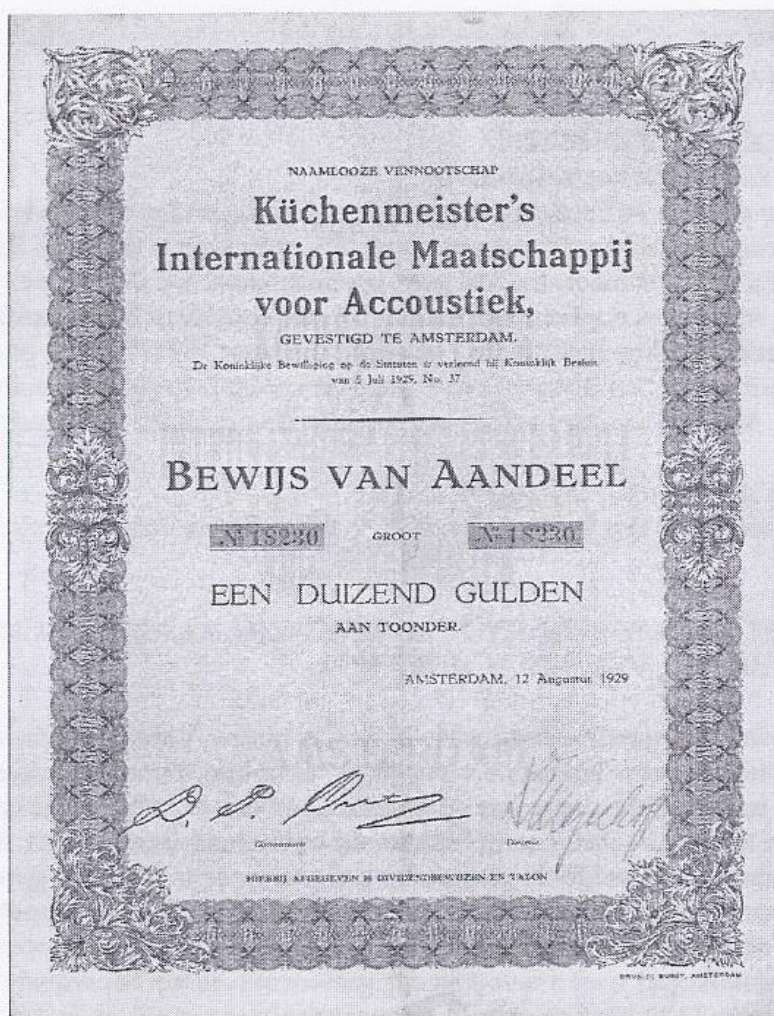 NAAMLOOZE VENNOOTSCHAP
Küchenmeister's
Internationale Maatschappij
voor Accoustiek,
GEVESTIGD TE AMSTERDAM.
De Koninklijke Bewilliging op de Statuten is verleend bij Koninklijk Besluit
van 5 Juli 1929, No. 37
BEWIJS VAN AANDEEL
№ 18230 GROOT № 18230
EEN DUIZEND GULDEN
AAN TOONDER.
AMSTERDAM, 12 Augustus 1929
D. P.
Commissaris
HIERBIJ AFGEGEVEN DIVIDENDBEWIJZEN EN TALON
AMSTERDAM